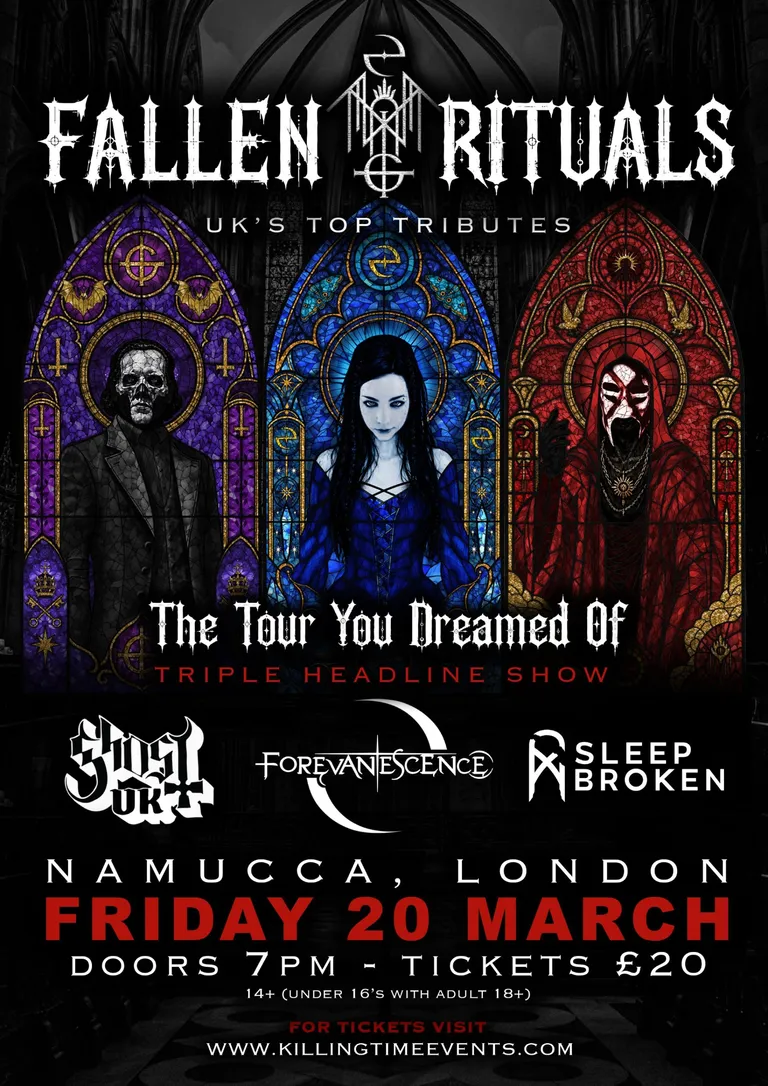 FALLEN RITUALS
UK'S TOP TRIBUTES
The Tour You Dreamed Of
TRIPLE HEADLINE SHOW
Ghost
UK
FOREVANESCENCE
SLEEP
BROKEN
NAMUCCA, LONDON
FRIDAY 20 MARCH
DOORS 7PM - TICKETS £20
14+ (UNDER 16'S WITH ADULT 18+)
FOR TICKETS VISIT
WWW.KILLINGTIMEEVENTS.COM